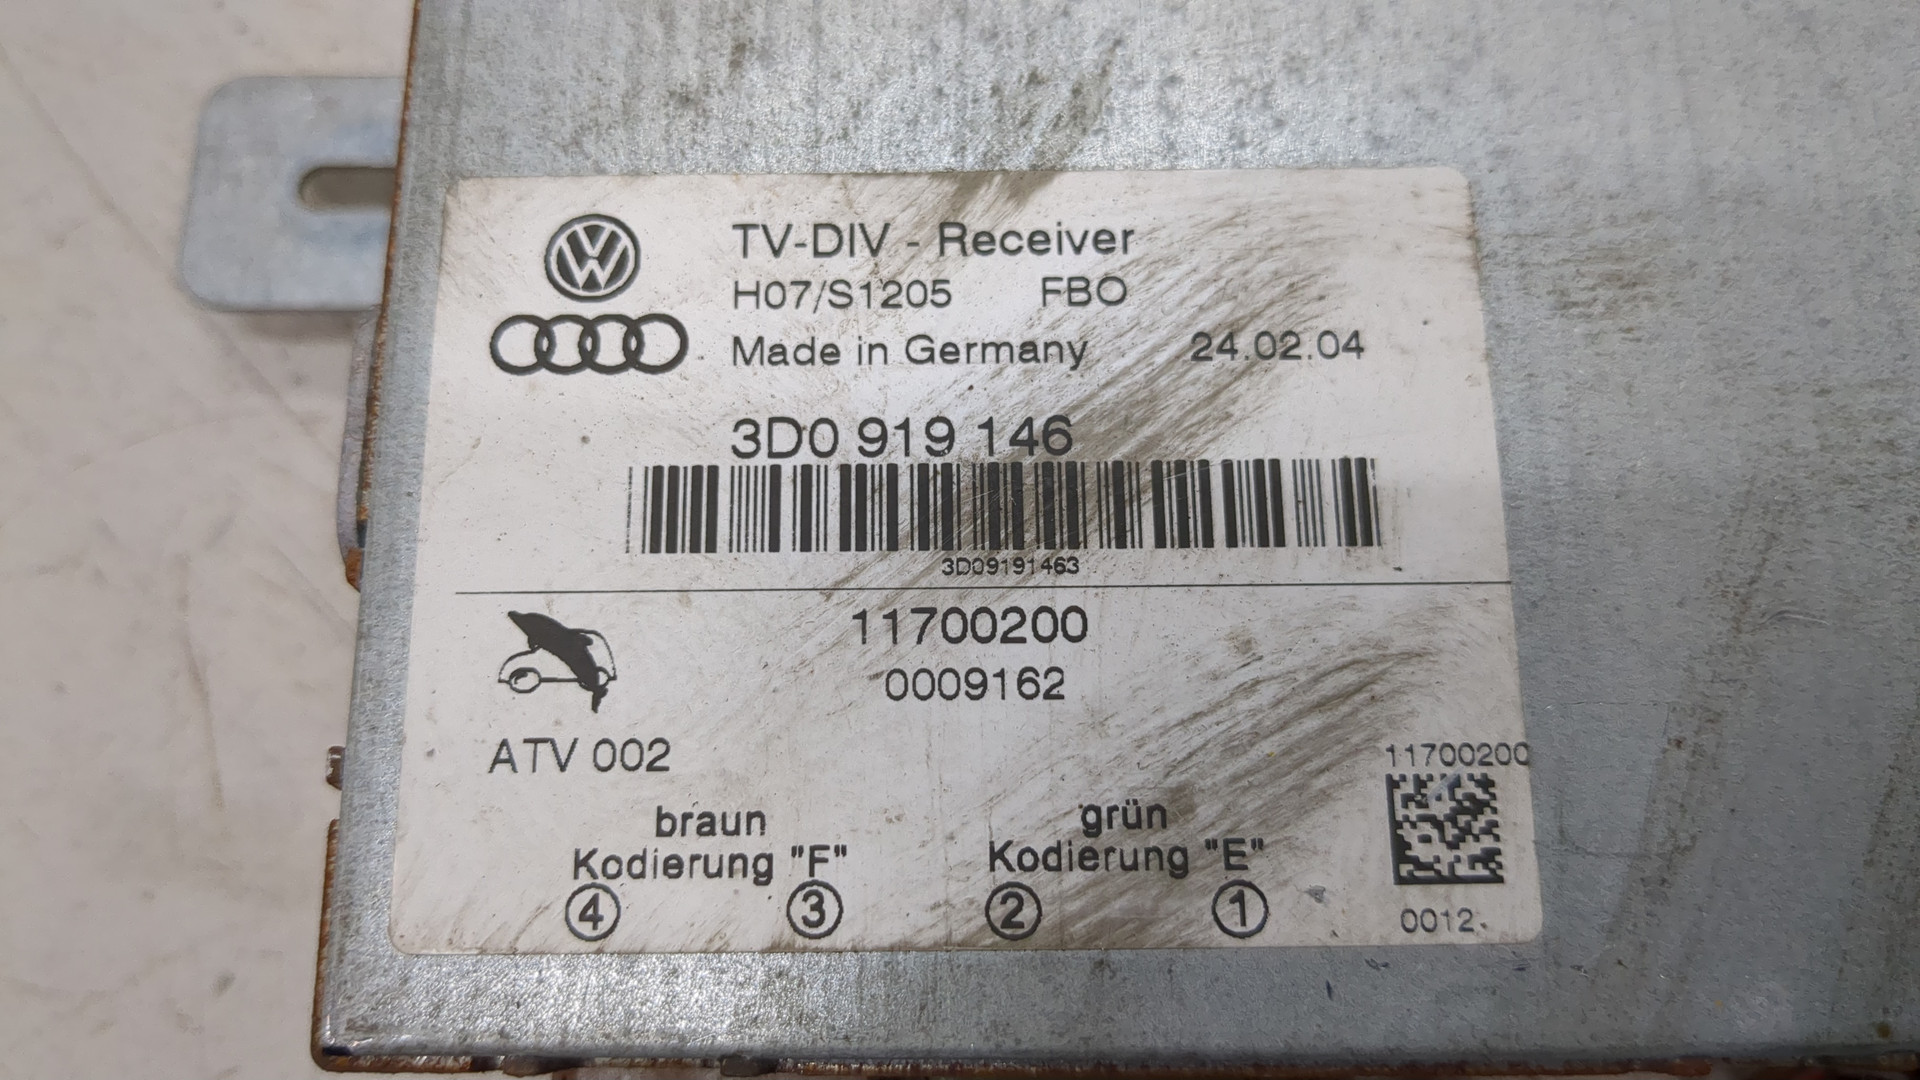 TV-DIV - Receiver
H07/S1205 FBO
Made in Germany 24.02.04
3D0 919 146
3D09191463
11700200
0009162
ATV 002
11700200
braun grün
Kodierung "F" Kodierung "E"
4 3 2 1
0012.